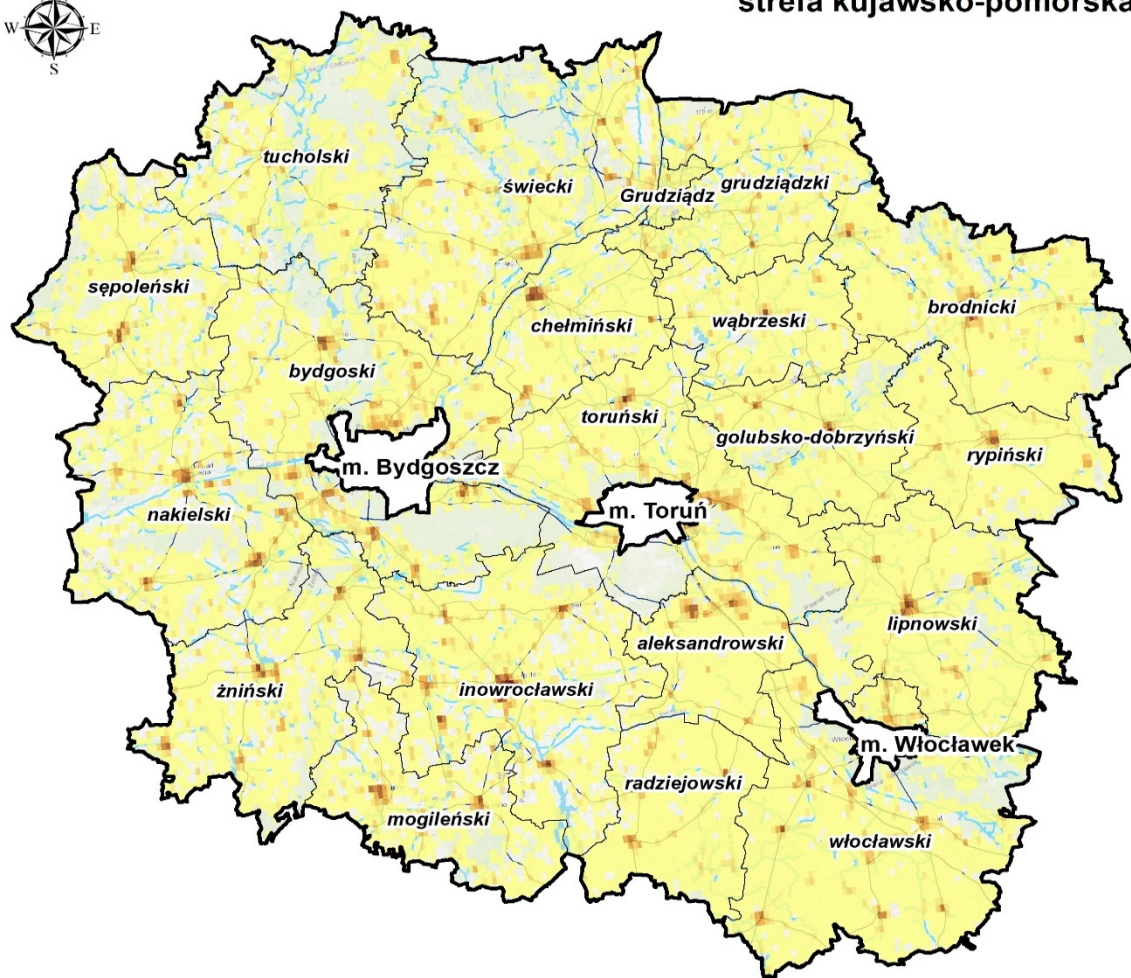 strefa kujawsko-pomorska
W
E
S
tucholski
świecki
Grudziądz
grudziądzki
sępoleński
brodnicki
chełmiński
wąbrzeski
bydgoski
toruński
golubsko-dobrzyński
rypiński
m. Bydgoszcz
nakielski
m. Toruń
lipnowski
aleksandrowski
żniński
inowrocławski
m. Włocławek
radziejowski
mogileński
włocławski